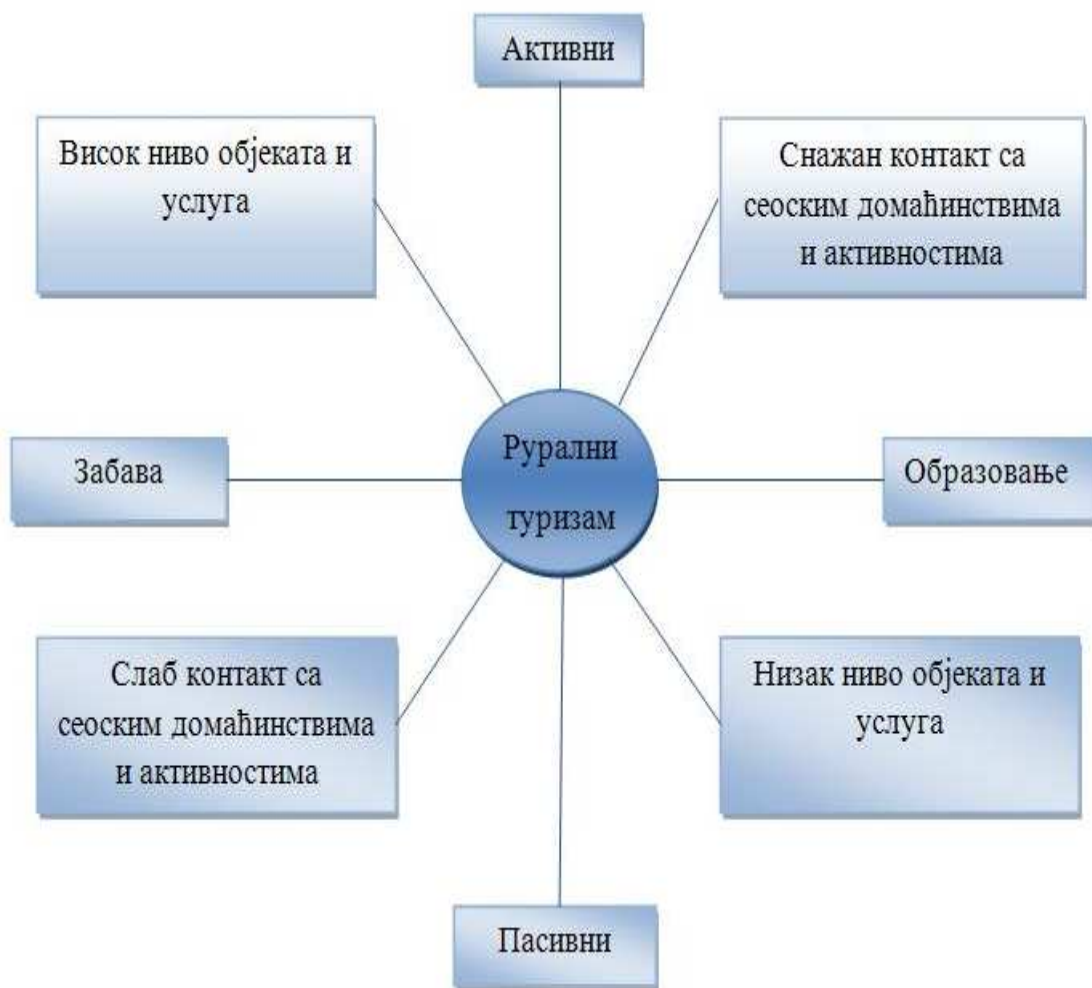 Активни
Висок ниво објеката и
услуга
Снажан контакт са
сеоским домаћинствима
и активностима
Забава
Рурални
туризам
Образовање
Слаб контакт са
сеоским домаћинствима
и активностима
Низак ниво објеката и
услуга
Пасивни